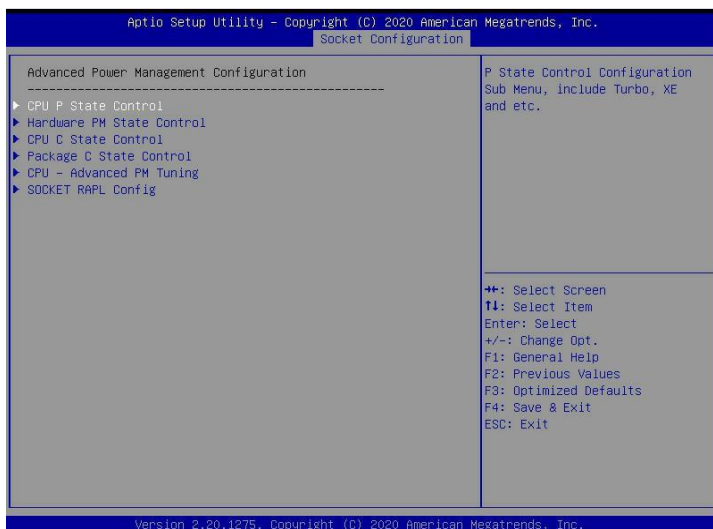 Aptio Setup Utility – Copyright (C) 2020 American Megatrends, Inc.
Socket Configuration
Advanced Power Management Configuration
--------------------------------------------------
CPU P State Control
Hardware PM State Control
CPU C State Control
Package C State Control
CPU – Advanced PM Tuning
SOCKET RAPL Config
P State Control Configuration
Sub Menu, include Turbo, XE
and etc.
→←: Select Screen
↑↓: Select Item
Enter: Select
+/-: Change Opt.
F1: General Help
F2: Previous Values
F3: Optimized Defaults
F4: Save & Exit
ESC: Exit
Version 2.20.1275. Copyright (C) 2020 American Megatrends, Inc.